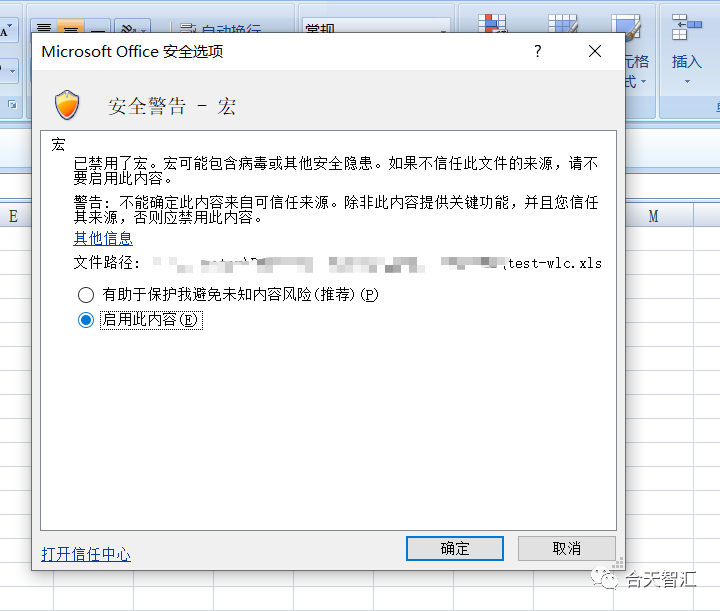 Microsoft Office 安全选项
?
自动换行
常规
插入
安全警告 - 宏
宏
已禁用了宏。宏可能包含病毒或其他安全隐患。如果不信任此文件的来源，请不
要启用此内容。
警告: 不能确定此内容来自可信任来源。除非此内容提供关键功能，并且您信任
其来源，否则应禁用此内容。
其他信息
文件路径:
\test-wlc.xls
有助于保护我避免未知内容风险(推荐)(P)
启用此内容(E)
打开信任中心
确定
取消
E
M
台天智汇